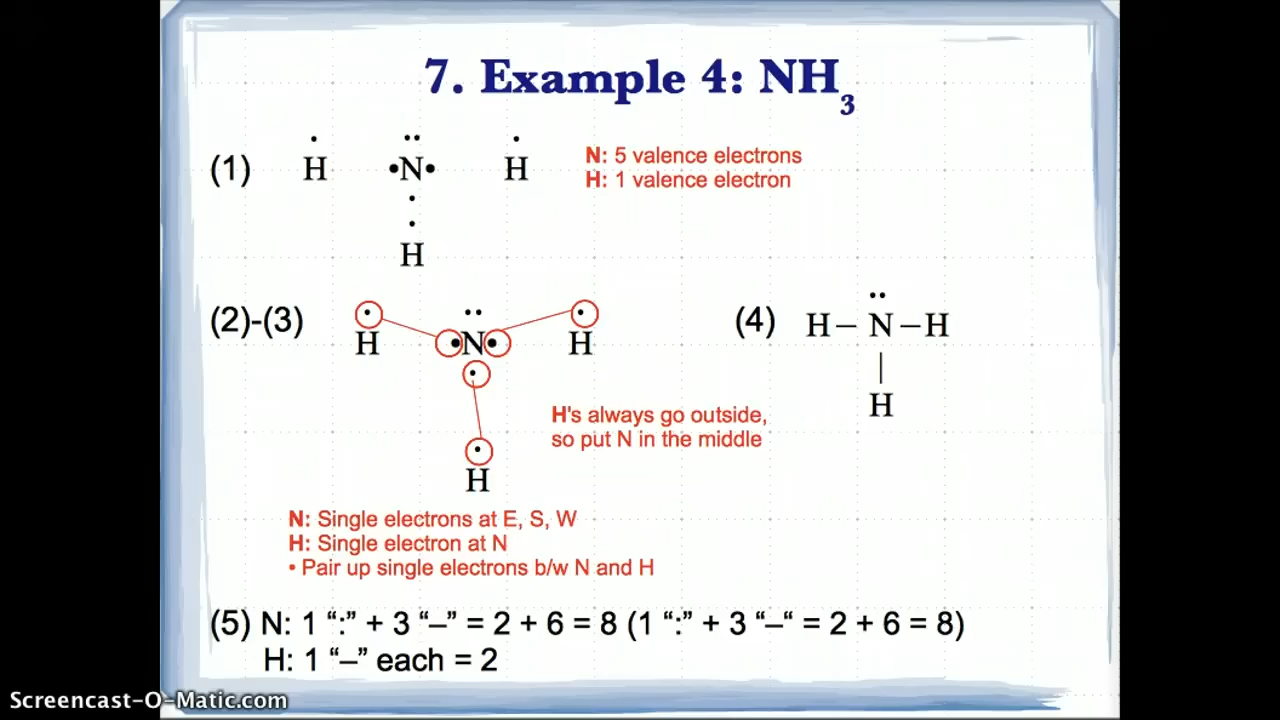 7. Example 4: NH3
(1) H •N• H
N: 5 valence electrons
H: 1 valence electron
H
(2)-(3) H •N• H
H
H's always go outside,
so put N in the middle
(4) H – N – H
|
H
N: Single electrons at E, S, W
H: Single electron at N
• Pair up single electrons b/w N and H
(5) N: 1 “:” + 3 “–” = 2 + 6 = 8 (1 “:” + 3 “–“ = 2 + 6 = 8)
H: 1 “–” each = 2
Screencast-O-Matic.com